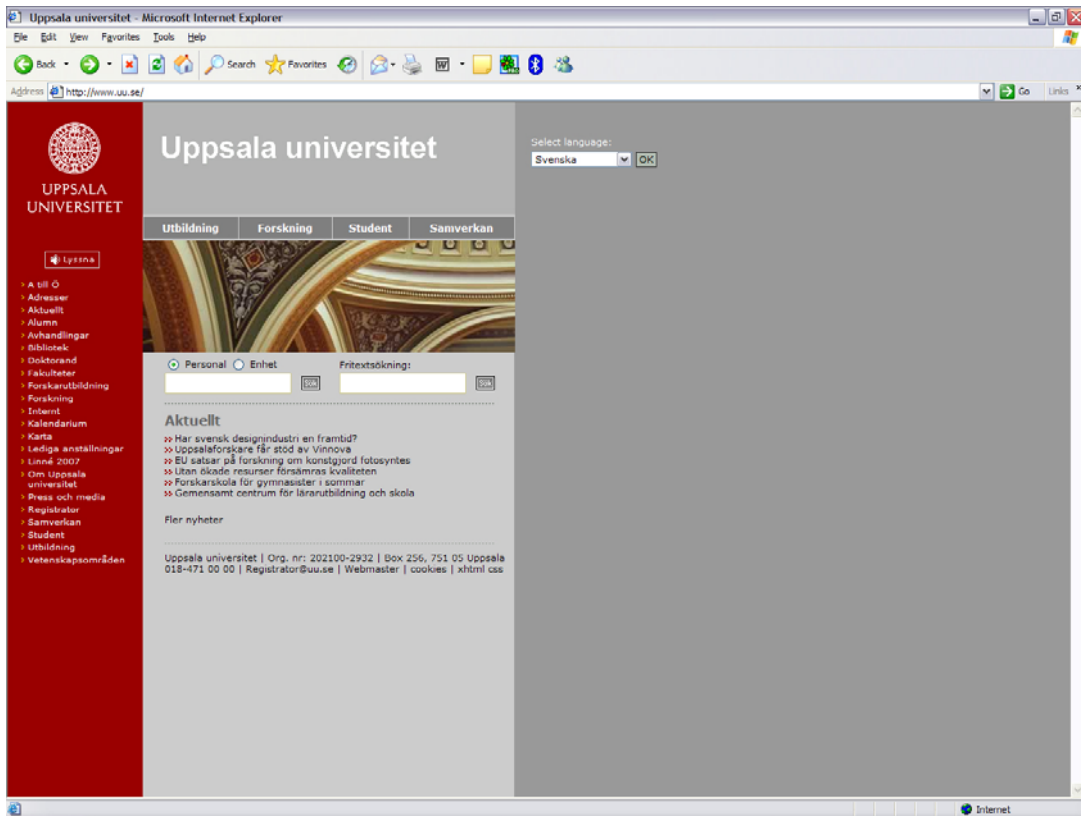 Uppsala universitet - Microsoft Internet Explorer
File Edit View Favorites Tools Help
Back Search Favorites
Address http://www.uu.se/ Go Links
UPPSALA
UNIVERSITET
Lyssna
A till Ö
Adresser
Aktuellt
Alumn
Avhandlingar
Bibliotek
Doktorand
Fakulteter
Forskarutbildning
Forskning
Internt
Kalendarium
Karta
Lediga anställningar
Linné 2007
Om Uppsala
universitet
Press och media
Registrator
Samverkan
Student
Utbildning
Vetenskapsområden
Uppsala universitet
Utbildning Forskning Student Samverkan
Personal Enhet Fritextsökning:
Aktuellt
Har svensk designindustri en framtid?
Uppsalaforskare får stöd av Vinnova
EU satsar på forskning om konstgjord fotosyntes
Utan ökade resurser försämras kvaliteten
Forskarskola för gymnasister i sommar
Gemensamt centrum för lärarutbildning och skola
Fler nyheter
Uppsala universitet | Org. nr: 202100-2932 | Box 256, 751 05 Uppsala
018-471 00 00 | Registrator@uu.se | Webmaster | cookies | xhtml css
Select language:
Svenska OK
Internet